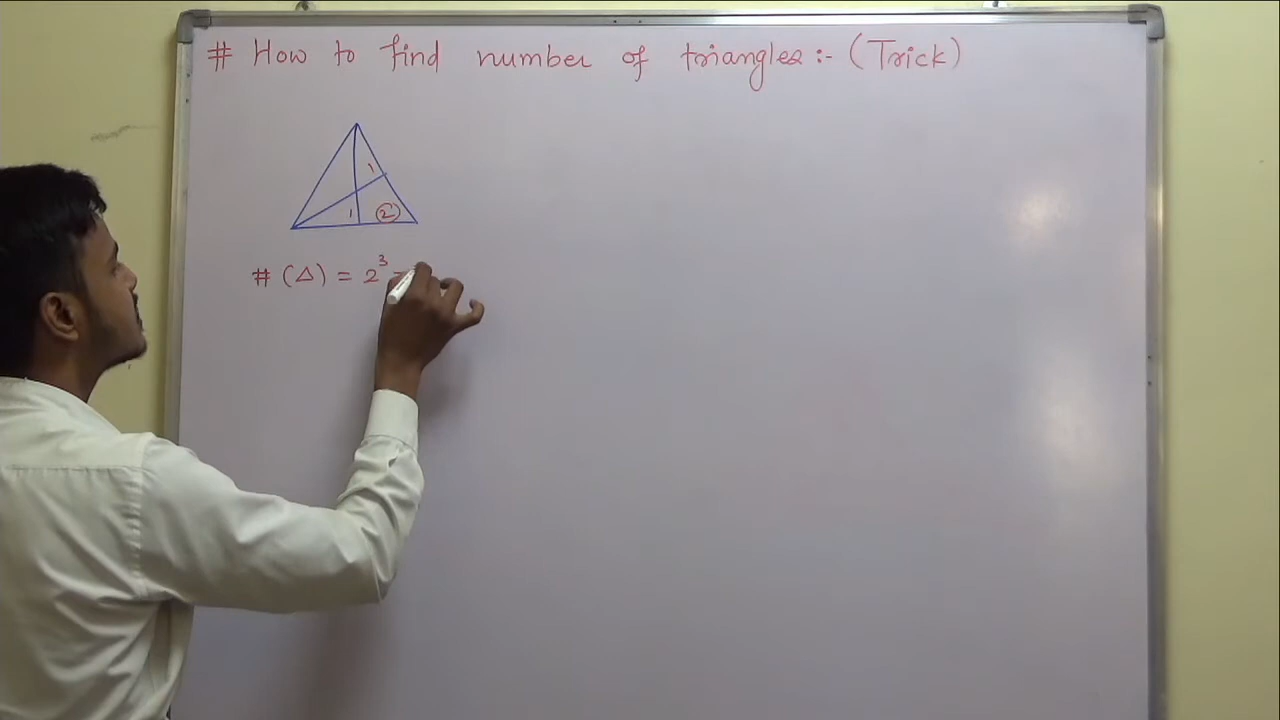 # How to find number of triangles :- (Trick)
1
1 2
# (Δ) = 2³ =